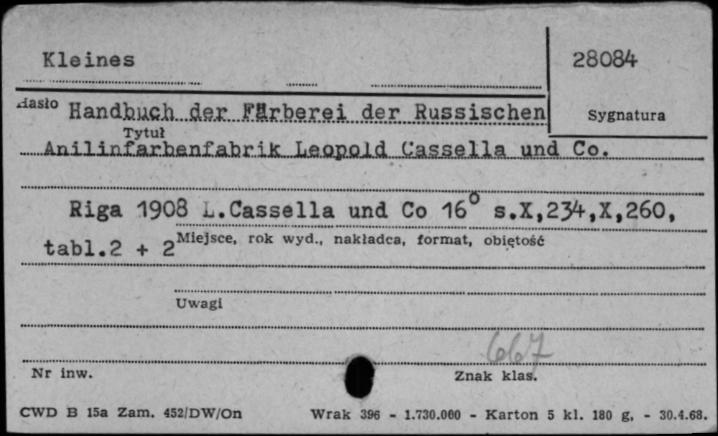 Kleines 28084
Hasło Handbuch der Färberei der Russischen Sygnatura
Tytuł
Anilinfarbenfabrik Leopold Cassella und Co.
Riga 1908 L.Cassella und Co 16° s.X,234,X,260,
tabl.2 + 2 Miejsce, rok wyd., nakładca, format, objętość
Uwagi
667
Nr inw. Znak klas.
CWD B 15a Zam. 452/DW/On Wrak 396 - 1.730.000 - Karton 5 kl. 180 g. - 30.4.68.